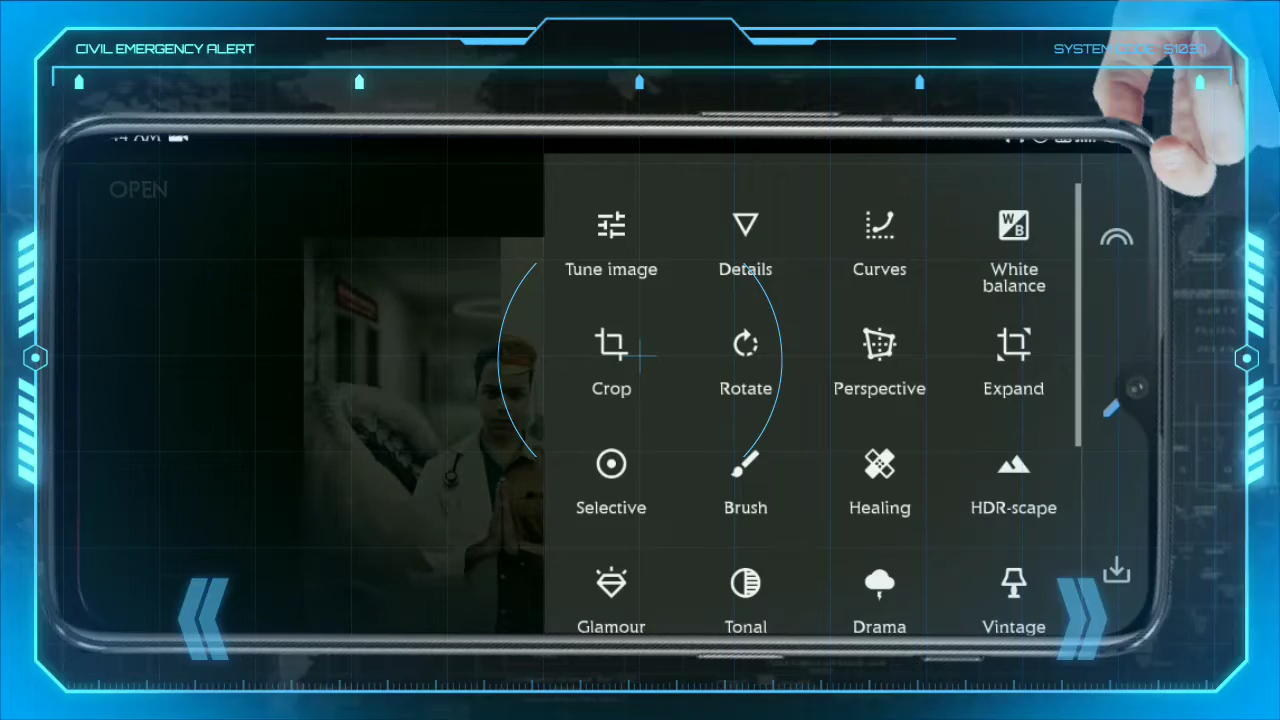 CIVIL EMERGENCY ALERT
SYSTEM CODE
OPEN
Tune image
Details
Curves
White
balance
Crop
Rotate
Perspective
Expand
Selective
Brush
Healing
HDR-scape
Glamour
Tonal
Drama
Vintage